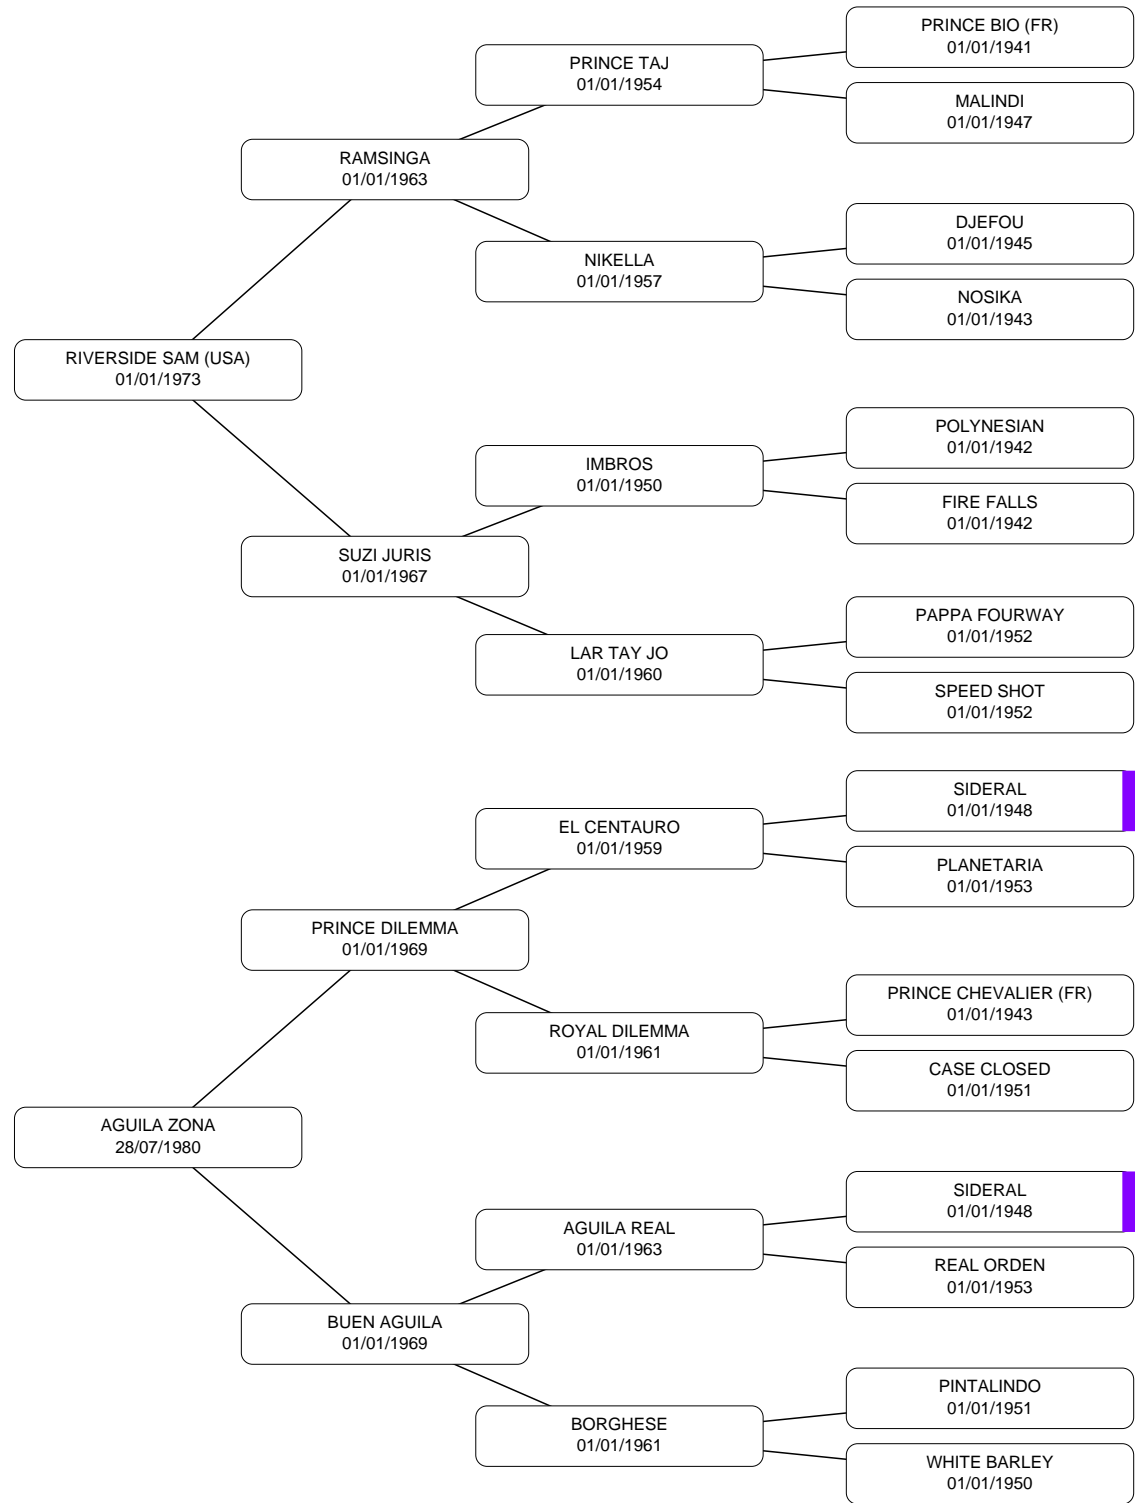 PRINCE BIO (FR)
01/01/1941
PRINCE TAJ
01/01/1954
MALINDI
01/01/1947
RAMSINGA
01/01/1963
DJEFOU
01/01/1945
NIKELLA
01/01/1957
NOSIKA
01/01/1943
RIVERSIDE SAM (USA)
01/01/1973
POLYNESIAN
01/01/1942
IMBROS
01/01/1950
FIRE FALLS
01/01/1942
SUZI JURIS
01/01/1967
PAPPA FOURWAY
01/01/1952
LAR TAY JO
01/01/1960
SPEED SHOT
01/01/1952
SIDERAL
01/01/1948
EL CENTAURO
01/01/1959
PLANETARIA
01/01/1953
PRINCE DILEMMA
01/01/1969
PRINCE CHEVALIER (FR)
01/01/1943
ROYAL DILEMMA
01/01/1961
CASE CLOSED
01/01/1951
AGUILA ZONA
28/07/1980
SIDERAL
01/01/1948
AGUILA REAL
01/01/1963
REAL ORDEN
01/01/1953
BUEN AGUILA
01/01/1969
PINTALINDO
01/01/1951
BORGHESE
01/01/1961
WHITE BARLEY
01/01/1950